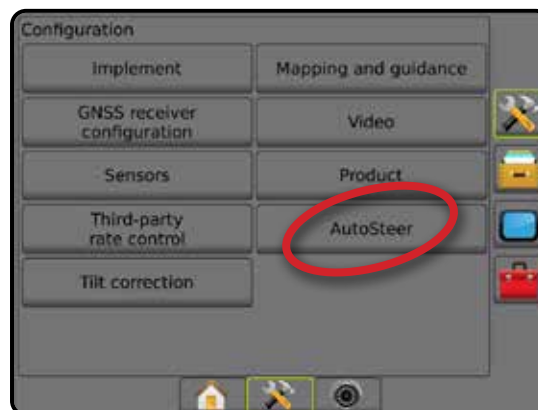 Configuration
Implement
Mapping and guidance
GNSS receiver
configuration
Video
Sensors
Product
Third-party
rate control
AutoSteer
Tilt correction